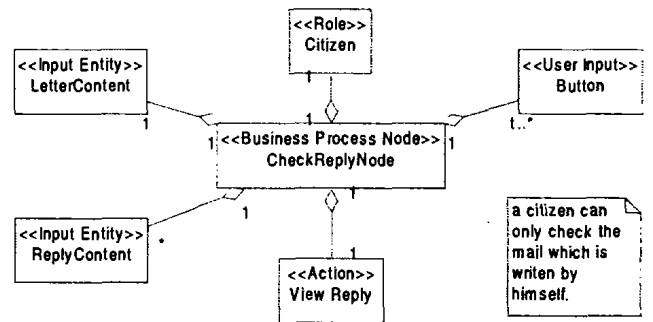 <<Role>>
Citizen
<<Input Entity>>
LetterContent
<<User Input>>
Button
1
1
1
1
1
t..*
<<Business Process Node>>
CheckReplyNode
1
1
*
<<Input Entity>>
ReplyContent
1
<<Action>>
View Reply
a citizen can
only check the
mail which is
writen by
himself.